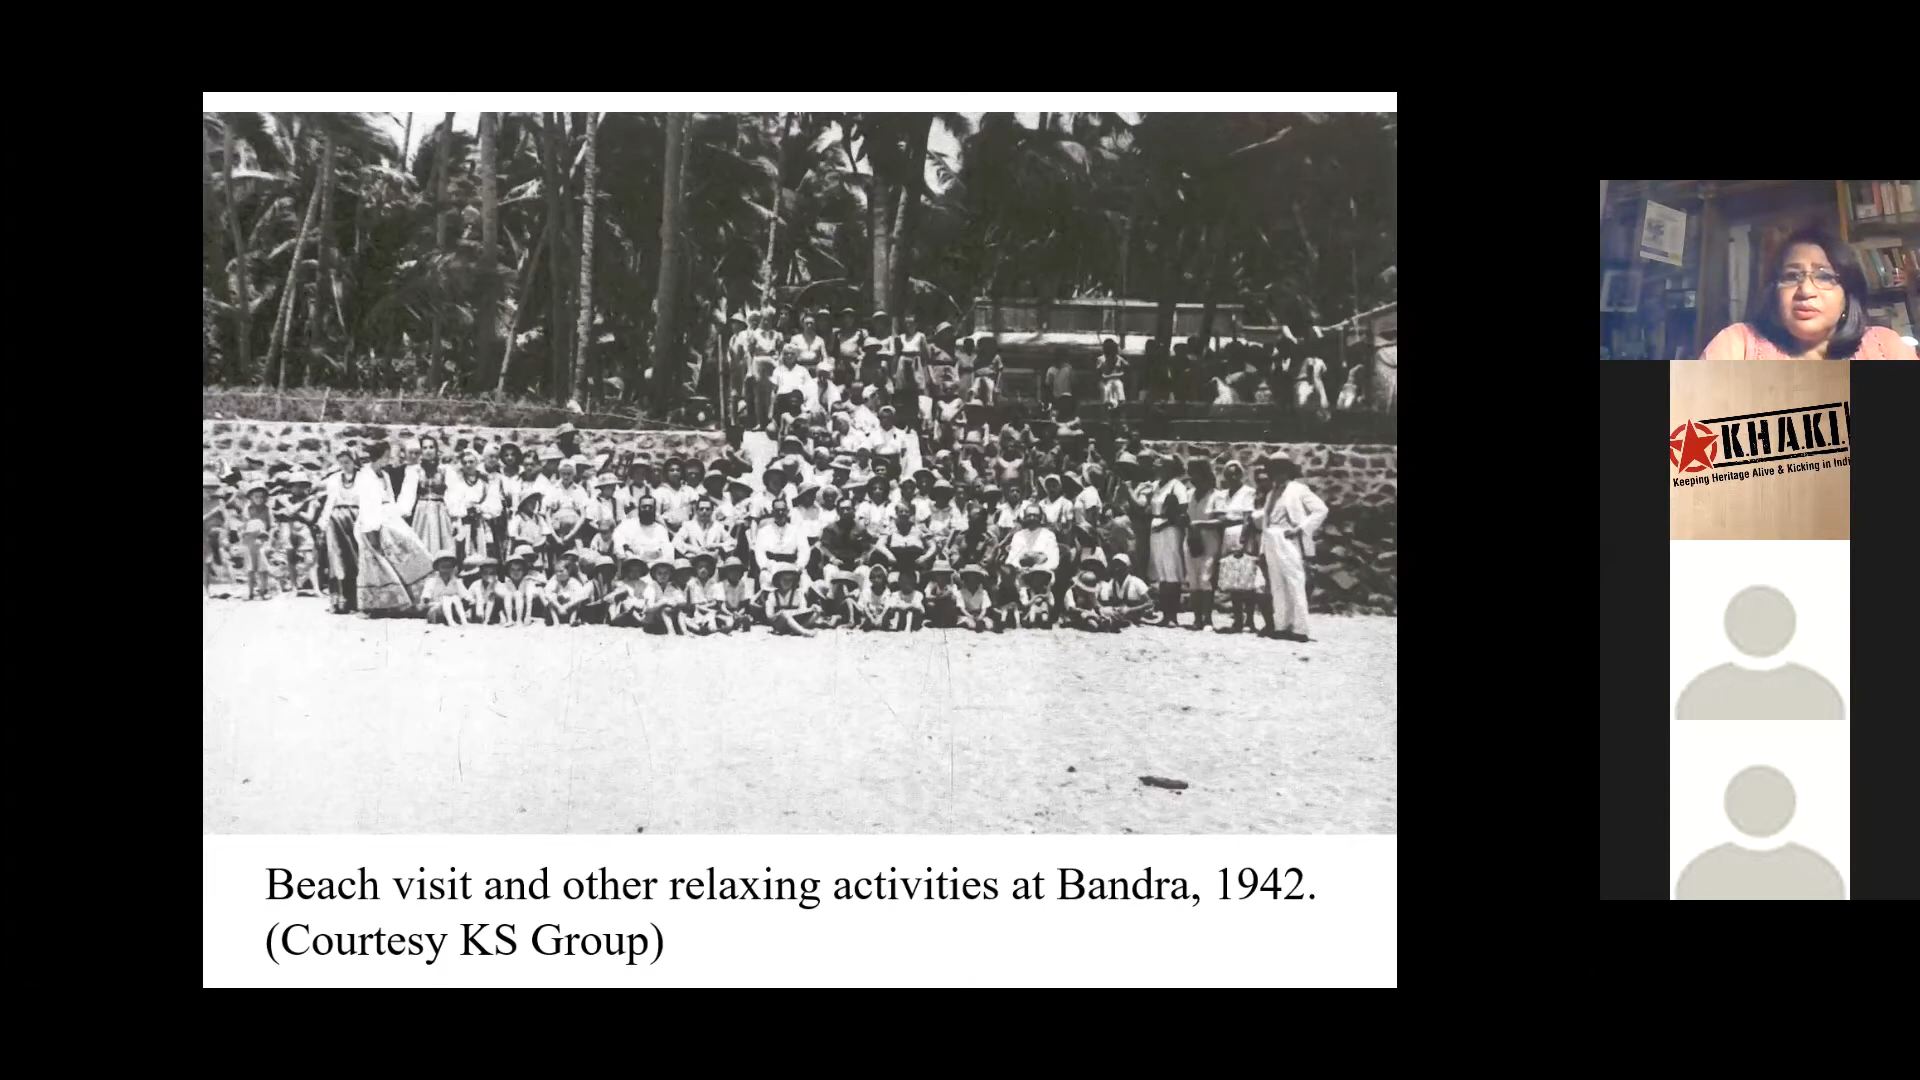 Beach visit and other relaxing activities at Bandra, 1942.
(Courtesy KS Group)
K.H.A.K.I.
Keeping Heritage Alive & Kicking in Indi